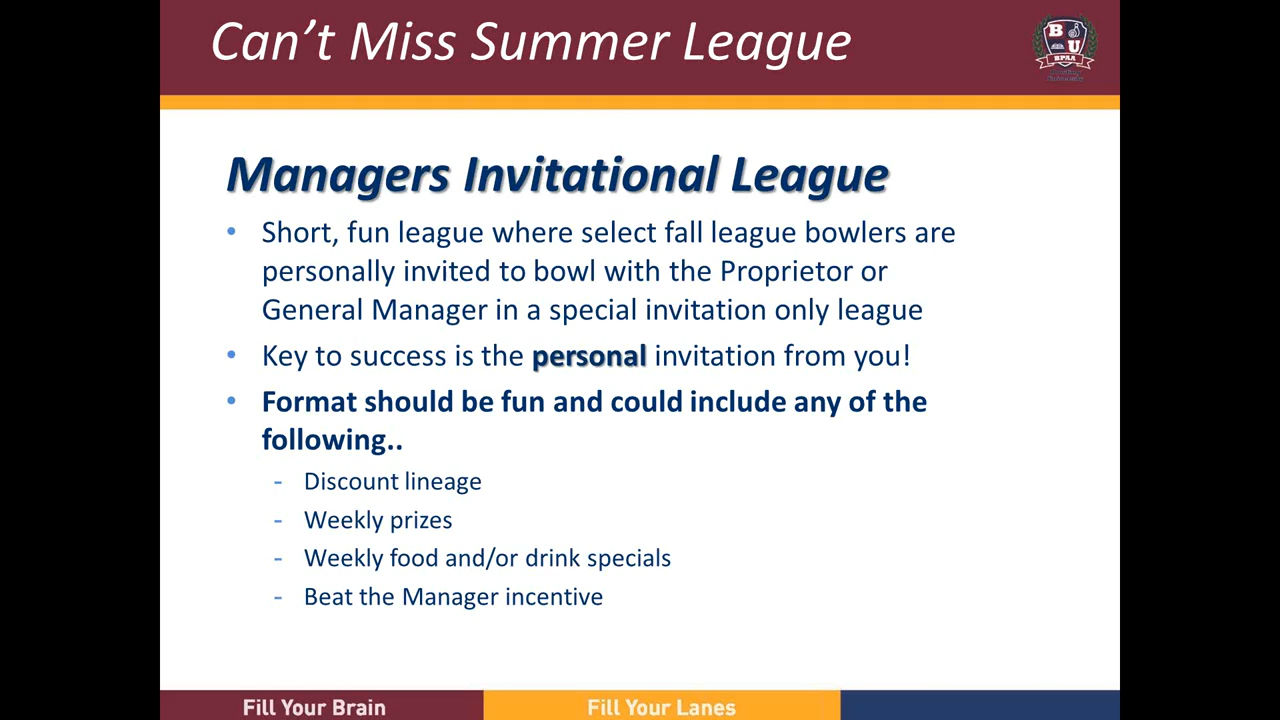 Can't Miss Summer League
B U
BPAA
Managers Invitational League
• Short, fun league where select fall league bowlers are
personally invited to bowl with the Proprietor or
General Manager in a special invitation only league
• Key to success is the personal invitation from you!
• Format should be fun and could include any of the
following..
- Discount lineage
- Weekly prizes
- Weekly food and/or drink specials
- Beat the Manager incentive
Fill Your Brain
Fill Your Lanes